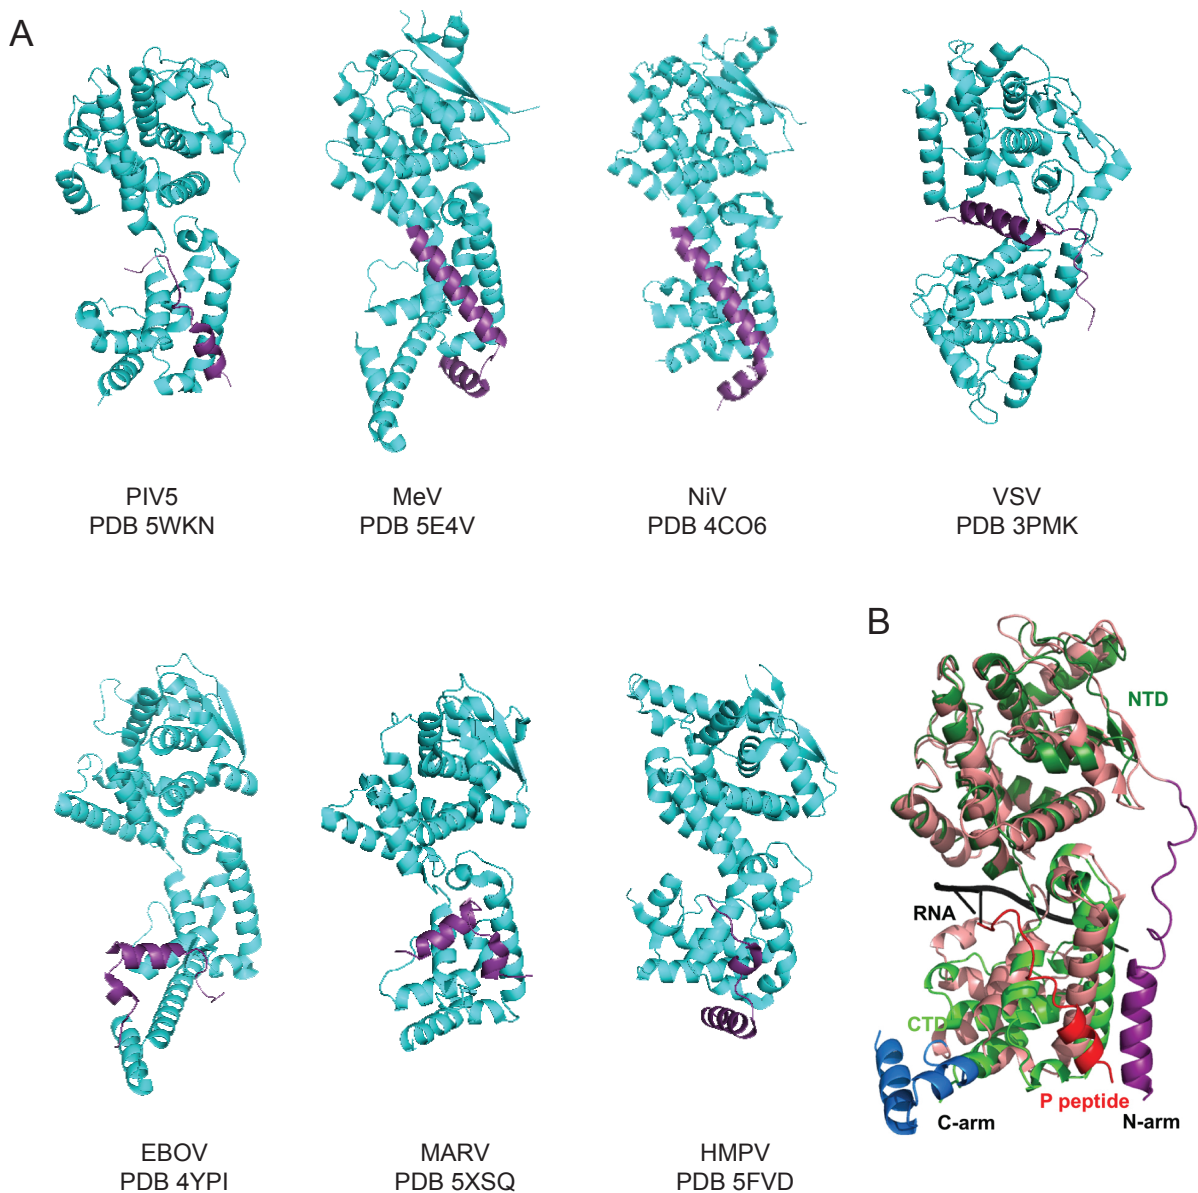 A
PIV5
PDB 5WKN
MeV
PDB 5E4V
NiV
PDB 4CO6
VSV
PDB 3PMK
EBOV
PDB 4YPI
MARV
PDB 5XSQ
HMPV
PDB 5FVD
B
NTD
RNA
CTD
P peptide
C-arm
N-arm